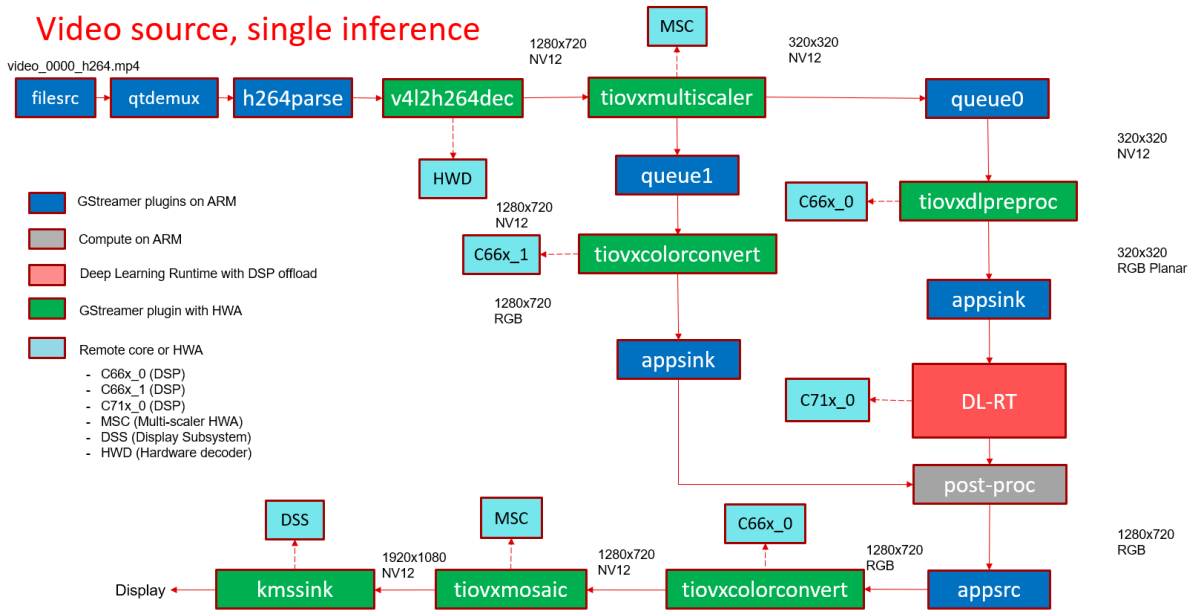 Video source, single inference
video_0000_h264.mp4
filesrc
qtdemux
h264parse
v4l2h264dec
HWD
1280x720
NV12
MSC
tiovxmultiscaler
320x320
NV12
queue0
320x320
NV12
queue1
1280x720
NV12
C66x_0
tiovxdlpreproc
C66x_1
tiovxcolorconvert
320x320
RGB Planar
1280x720
RGB
appsink
appsink
C71x_0
DL-RT
post-proc
GStreamer plugins on ARM
Compute on ARM
Deep Learning Runtime with DSP offload
GStreamer plugin with HWA
Remote core or HWA
- C66x_0 (DSP)
- C66x_1 (DSP)
- C71x_0 (DSP)
- MSC (Multi-scaler HWA)
- DSS (Display Subsystem)
- HWD (Hardware decoder)
1280x720
RGB
appsrc
1280x720
RGB
C66x_0
tiovxcolorconvert
1280x720
NV12
MSC
tiovxmosaic
1920x1080
NV12
DSS
kmssink
Display